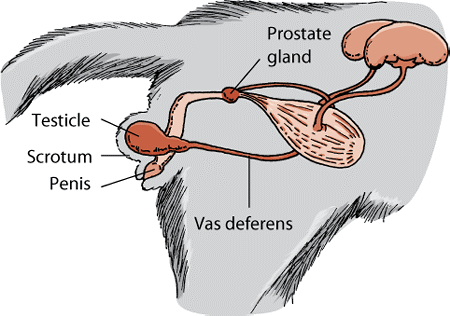 Prostate
gland
Testicle
Scrotum
Penis
Vas deferens